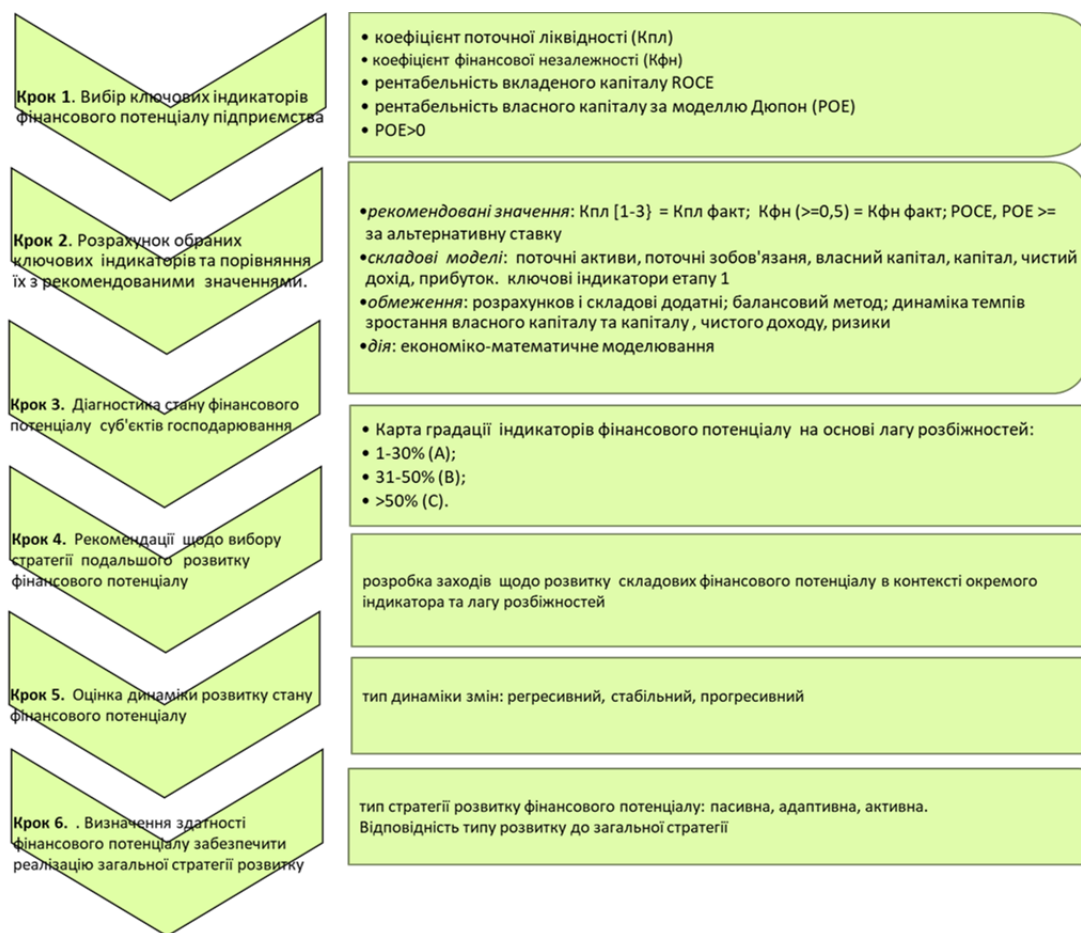 Крок 1. Вибір ключових індикаторів
фінансового потенціалу підприємства
• коефіцієнт поточної ліквідності (Кпл)
• коефіцієнт фінансової незалежності (Кфн)
• рентабельність вкладеного капіталу ROCE
• рентабельність власного капіталу за моделлю Дюпон (РОЕ)
• РОЕ>0
Крок 2. Розрахунок обраних
ключових індикаторів та порівняння
їх з рекомендованими значеннями.
•рекомендовані значення: Кпл [1-3} = Кпл факт; Кфн (>=0,5) = Кфн факт; РОСЕ, РОЕ >=
за альтернативну ставку
•складові моделі: поточні активи, поточні зобов'язаня, власний капітал, капітал, чистий
дохід, прибуток. ключові індикатори етапу 1
•обмеження: розрахунков і складові додатні; балансовий метод; динаміка темпів
зростання власного капіталу та капіталу , чистого доходу, ризики
•дія: економіко-математичне моделювання
Крок 3. Діагностика стану фінансового
потенціалу суб'єктів господарювання
• Карта градації індикаторів фінансового потенціалу на основі лагу розбіжностей:
• 1-30% (А);
• 31-50% (В);
• >50% (С).
Крок 4. Рекомендації щодо вибору
стратегії подальшого розвитку
фінансового потенціалу
розробка заходів щодо розвитку складових фінансового потенціалу в контексті окремого
індикатора та лагу розбіжностей
Крок 5. Оцінка динаміки розвитку стану
фінансового потенціалу
тип динаміки змін: регресивний, стабільний, прогресивний
Крок 6. . Визначення здатності
фінансового потенціалу забезпечити
реалізацію загальної стратегії розвитку
тип стратегії розвитку фінансового потенціалу: пасивна, адаптивна, активна.
Відповідність типу розвитку до загальної стратегії